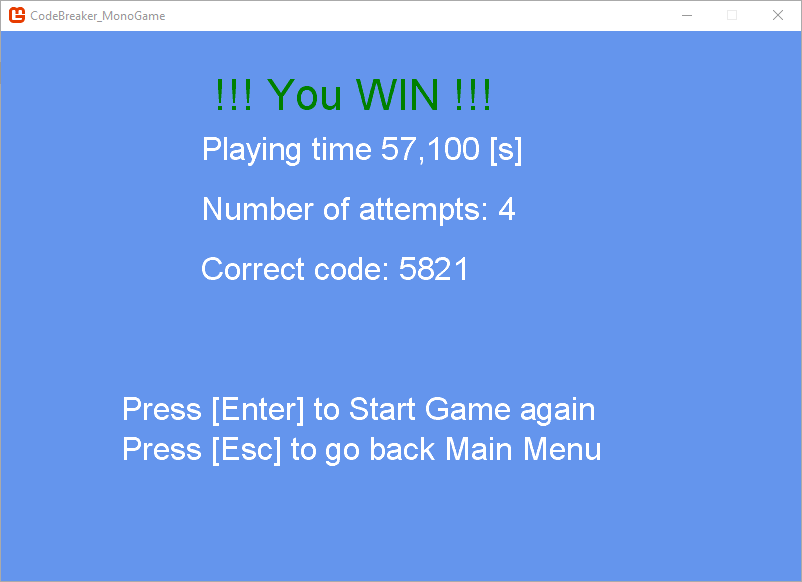 CodeBreaker_MonoGame
!!! You WIN !!!
Playing time 57,100 [s]
Number of attempts: 4
Correct code: 5821
Press [Enter] to Start Game again
Press [Esc] to go back Main Menu